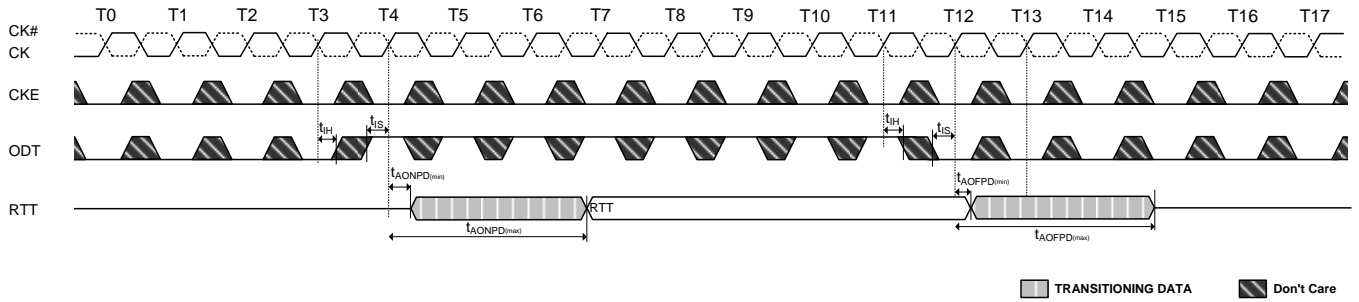 T0 T1 T2 T3 T4 T5 T6 T7 T8 T9 T10 T11 T12 T13 T14 T15 T16 T17
CK#
CK
CKE
tIH tIS tIH tIS
ODT
tAONPD(min) tAOFPD(min)
RTT RTT
tAONPD(max) tAOFPD(max)
TRANSITIONING DATA Don't Care